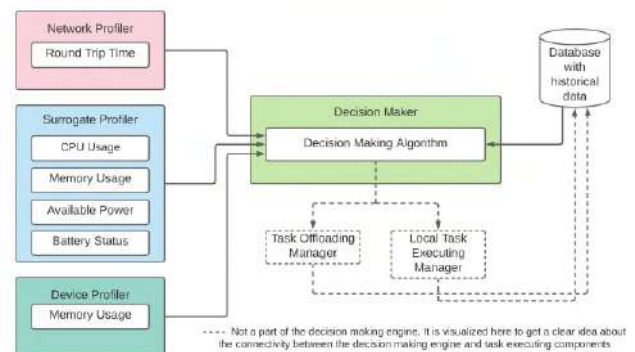 Network Profiler
Round Trip Time
Surrogate Profiler
CPU Usage
Memory Usage
Available Power
Battery Status
Device Profiler
Memory Usage
Decision Maker
Decision Making Algorithm
Task Offloading
Manager
Local Task
Executing
Manager
Database
with
historical
data
---- Not a part of the decision making engine. It is visualized here to get a clear idea about
the connectivity between the decision making engine and task executing components